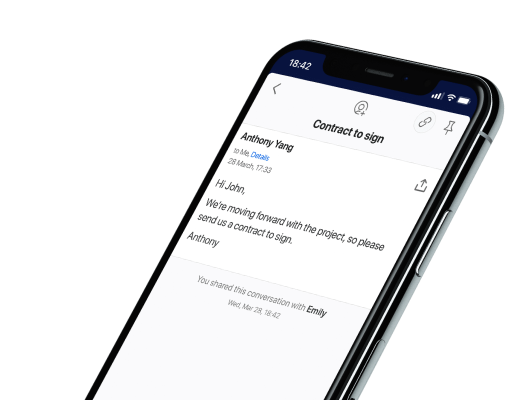 18:42
Contract to sign
Anthony Yang
to Me, Details
28 March, 17:33
Hi John,
We're moving forward with the project, so please
send us a contract to sign.
Anthony
You shared this conversation with Emily
Wed, Mar 28, 18:42